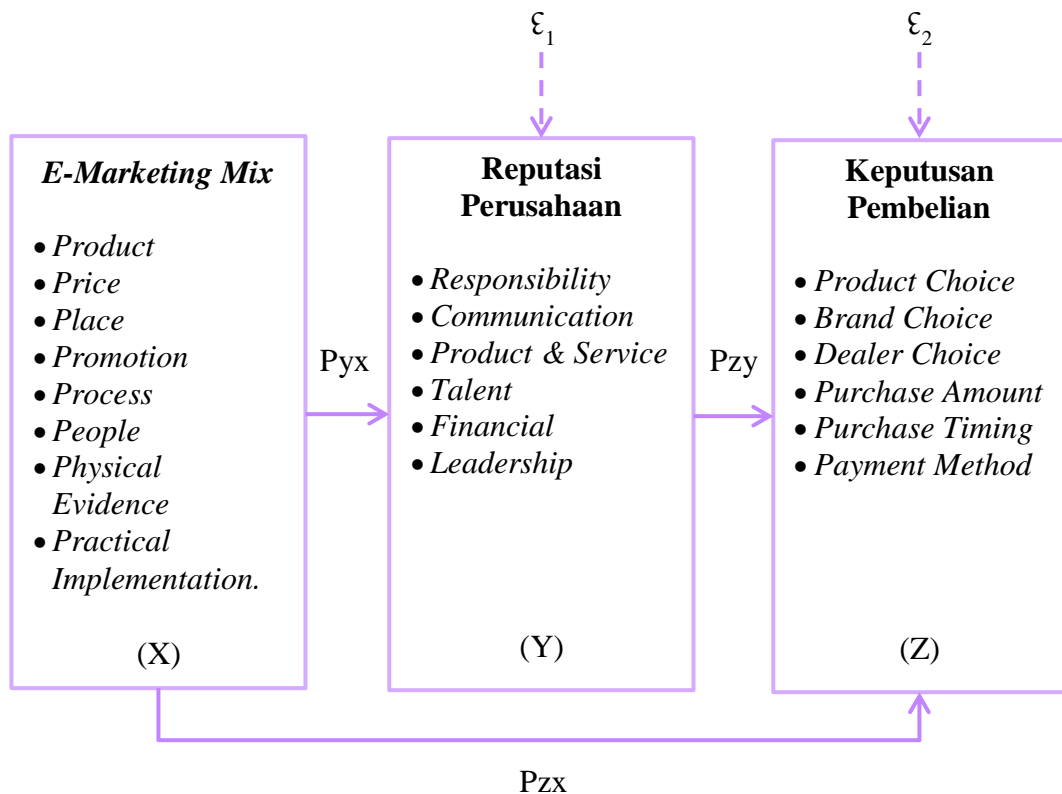 ε1
ε2
E-Marketing Mix
• Product
• Price
• Place
• Promotion
• Process
• People
• Physical
Evidence
• Practical
Implementation.
(X)
Pyx
Reputasi
Perusahaan
• Responsibility
• Communication
• Product & Service
• Talent
• Financial
• Leadership
(Y)
Pzy
Keputusan
Pembelian
• Product Choice
• Brand Choice
• Dealer Choice
• Purchase Amount
• Purchase Timing
• Payment Method
(Z)
Pzx